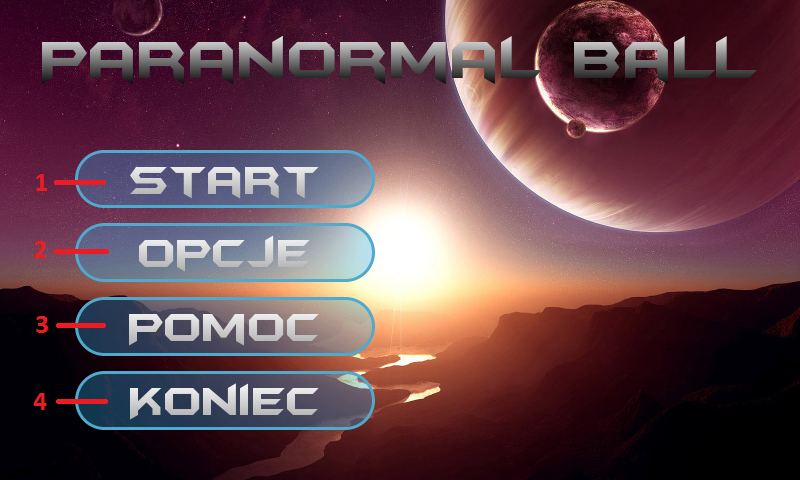 PARANORMAL BALL
1 START
2 OPCJE
3 POMOC
4 KONIEC